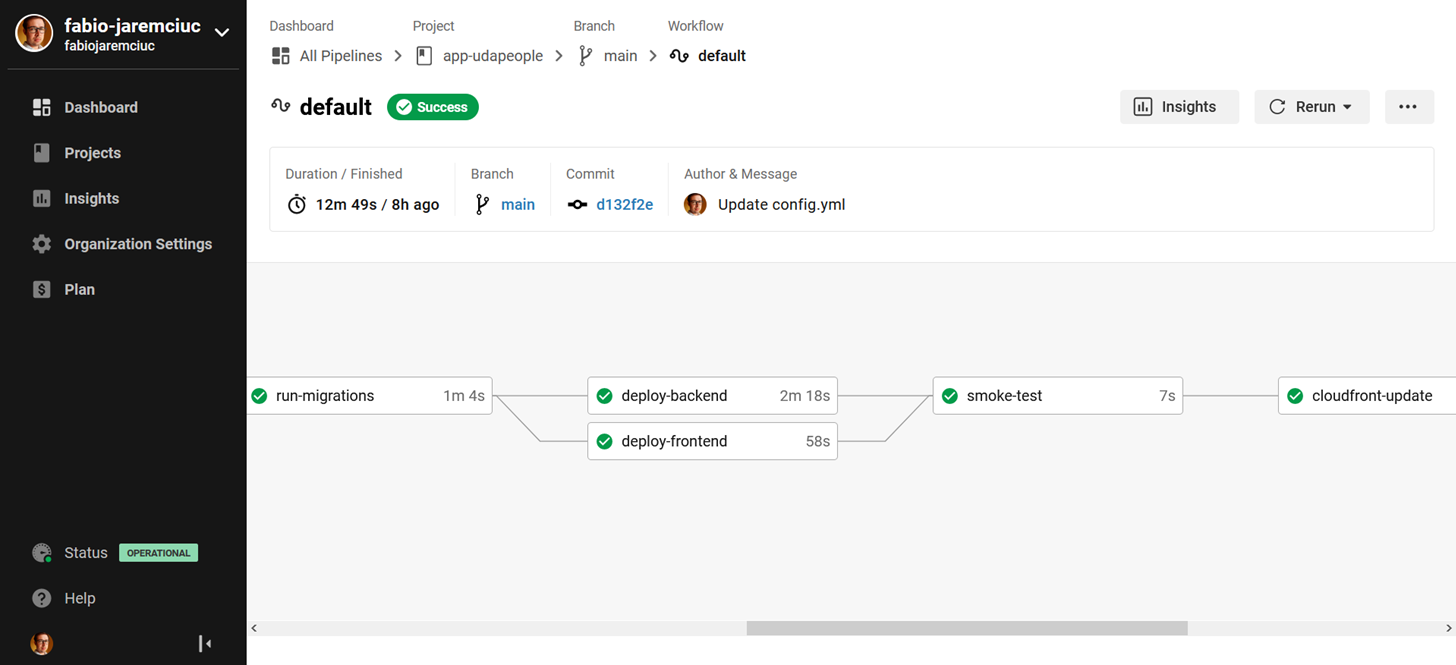 fabio-jaremciuc
fabiojaremciuc
Dashboard
Projects
Insights
Organization Settings
$ Plan
Status OPERATIONAL
? Help
Dashboard Project Branch Workflow
All Pipelines app-udapeople main default
default Success Insights Rerun
Duration / Finished Branch Commit Author & Message
12m 49s / 8h ago main d132f2e Update config.yml
run-migrations 1m 4s deploy-backend 2m 18s smoke-test 7s cloudfront-update
deploy-frontend 58s